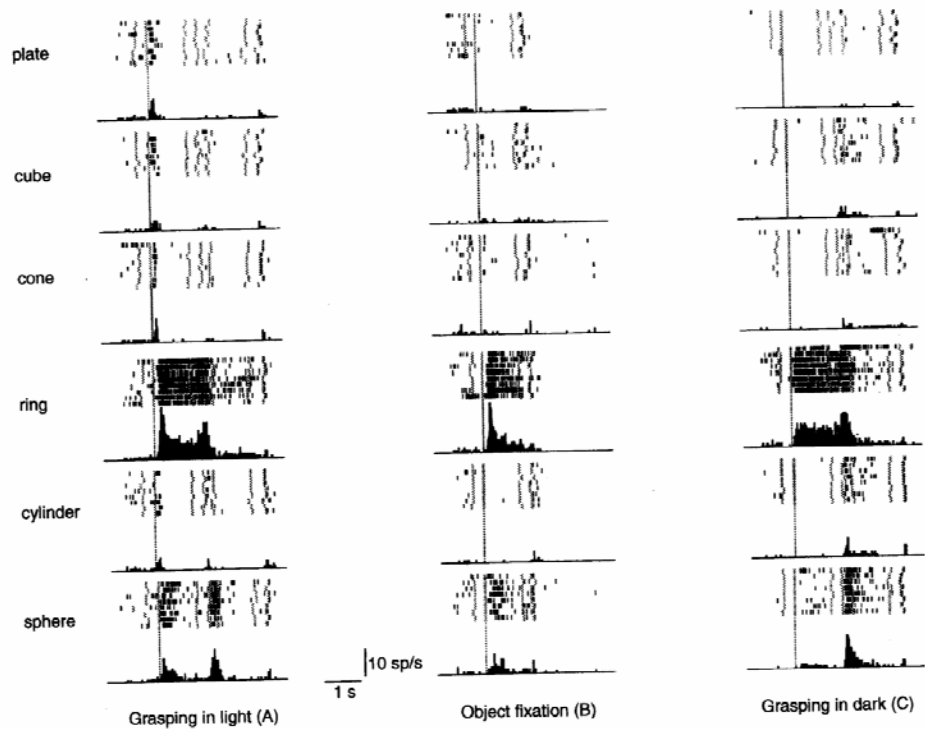 plate
cube
cone
ring
cylinder
sphere
10 sp/s
1 s
Grasping in light (A)
Object fixation (B)
Grasping in dark (C)